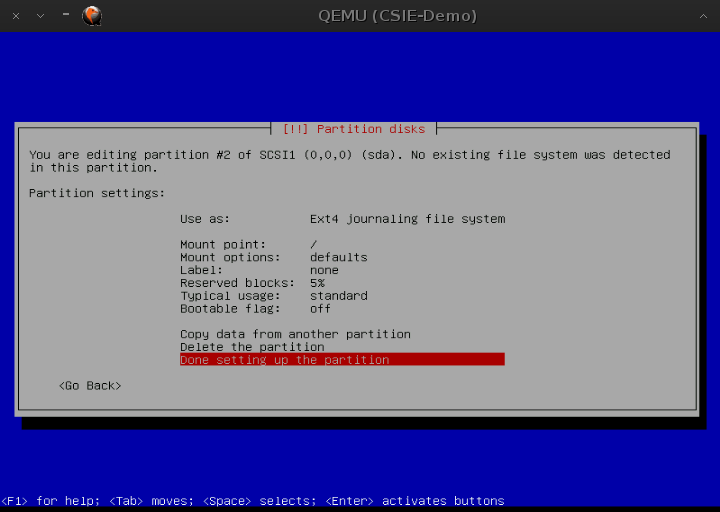 QEMU (CSIE-Demo)
[!!] Partition disks
You are editing partition #2 of SCSI1 (0,0,0) (sda). No existing file system was detected
in this partition.
Partition settings:
Use as: Ext4 journaling file system
Mount point: /
Mount options: defaults
Label: none
Reserved blocks: 5%
Typical usage: standard
Bootable flag: off
Copy data from another partition
Delete the partition
Done setting up the partition
<Go Back>
<F1> for help; <Tab> moves; <Space> selects; <Enter> activates buttons